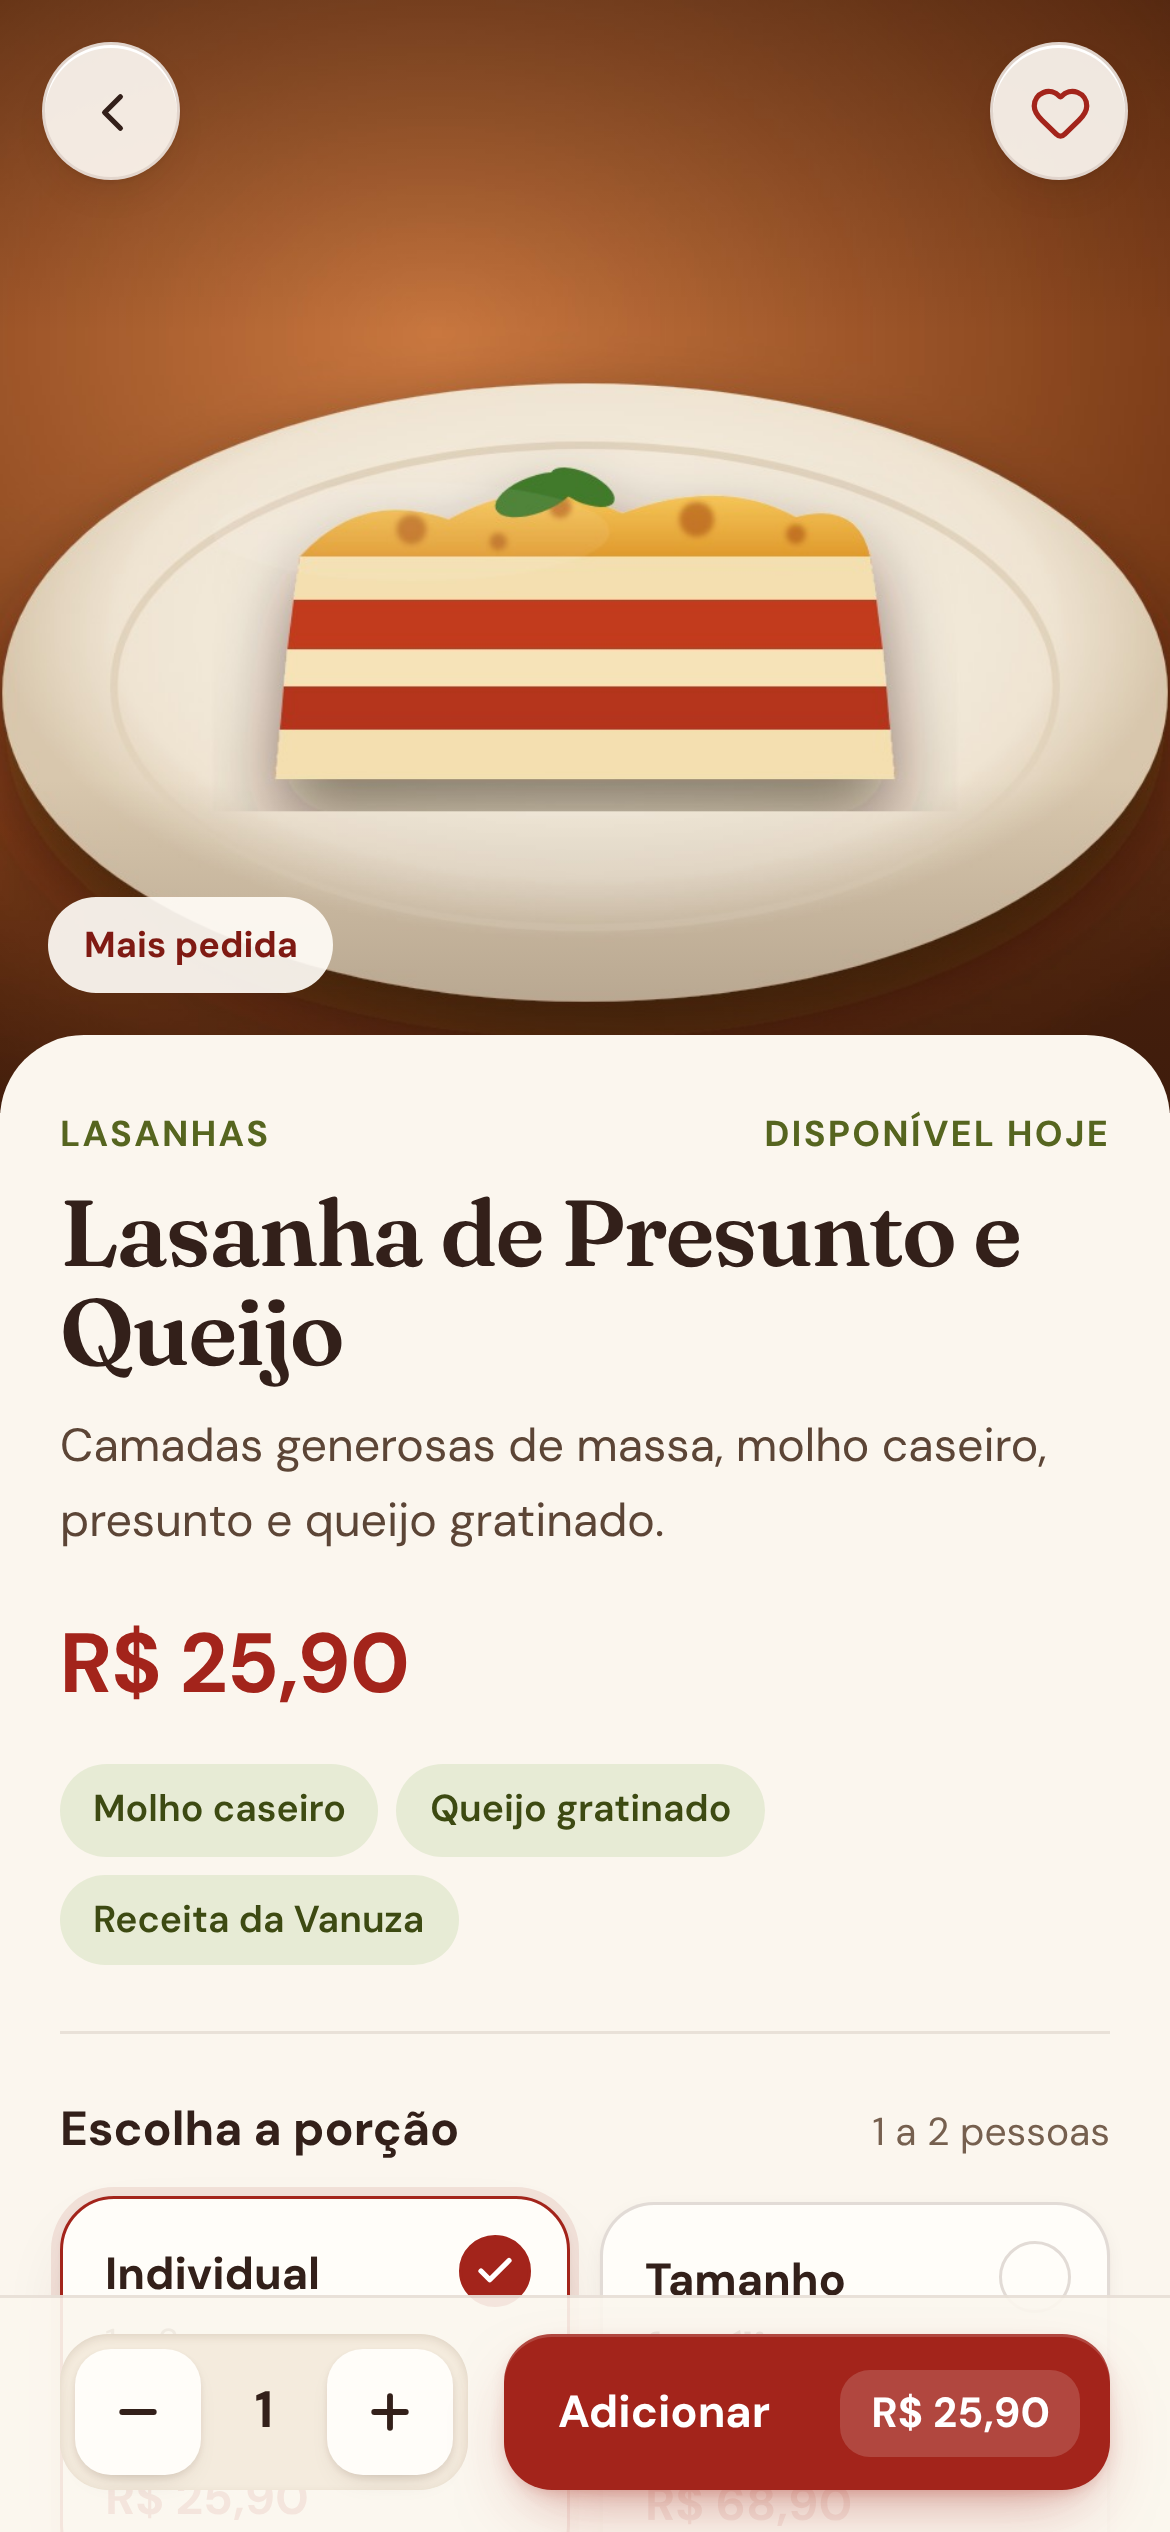 Mais pedida
LASANHAS
DISPONÍVEL HOJE
Lasanha de Presunto e
Queijo
Camadas generosas de massa, molho caseiro,
presunto e queijo gratinado.
R$ 25,90
Molho caseiro
Queijo gratinado
Receita da Vanuza
Escolha a porção
1 a 2 pessoas
Individual
Tamanho
1
Adicionar
R$ 25,90
R$ 25,90
R$ 68,90